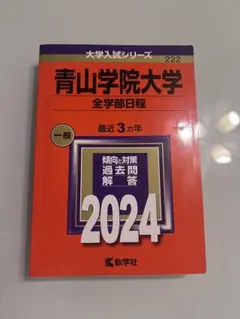 大学入試シリーズ
222
青山学院大学
全学部日程
最近3ヵ年
一般
傾向と対策
過去問
解答
2024
教学社